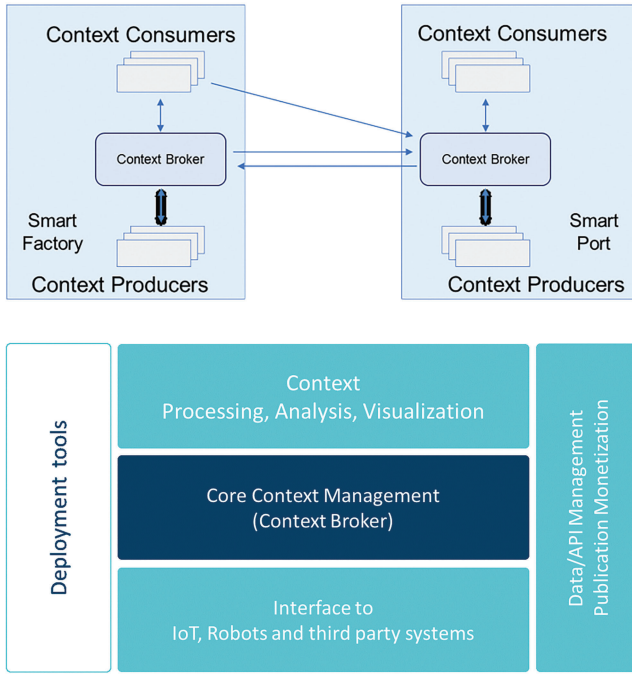 Context Consumers
Context Broker
Smart
Factory
Context Producers
Context Consumers
Context Broker
Smart
Port
Context Producers
Deployment tools
Context
Processing, Analysis, Visualization
Core Context Management
(Context Broker)
Interface to
IoT, Robots and third party systems
Data/API Management
Publication Monetization